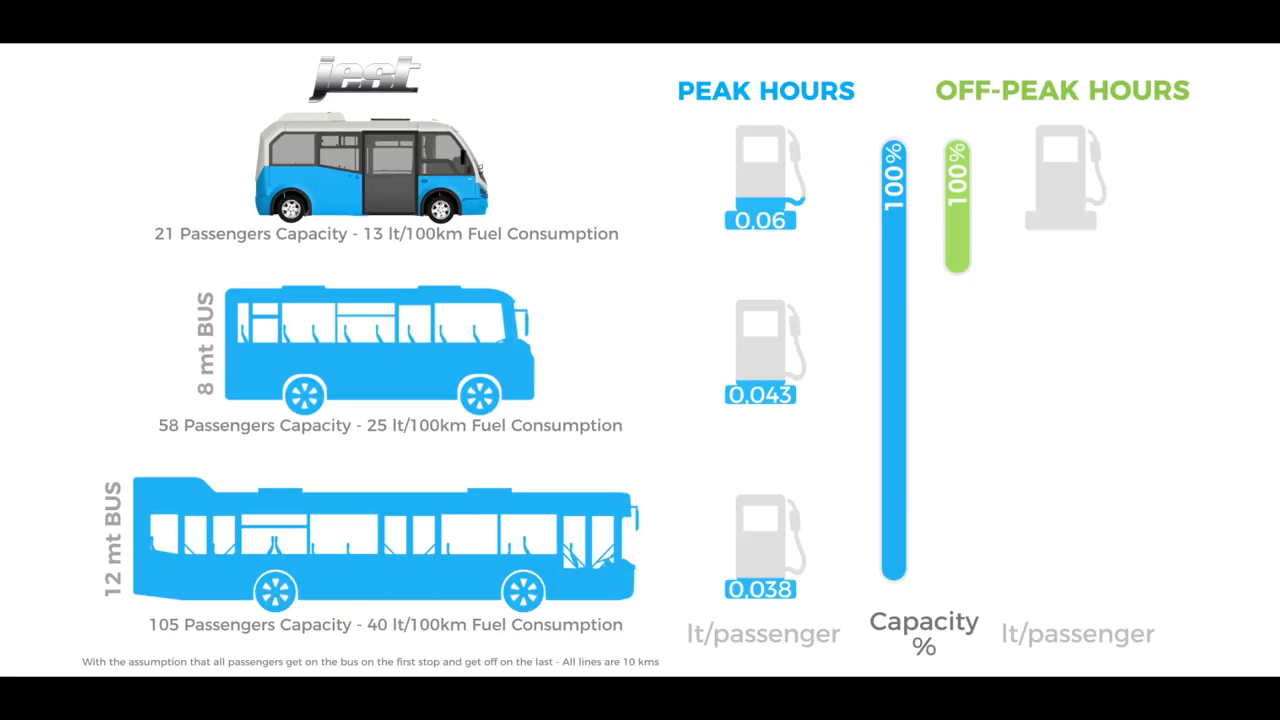 jest
PEAK HOURS
OFF-PEAK HOURS
100%
100%
0,06
21 Passengers Capacity - 13 lt/100km Fuel Consumption
8 mt BUS
0,043
58 Passengers Capacity - 25 lt/100km Fuel Consumption
12 mt BUS
0,038
105 Passengers Capacity - 40 lt/100km Fuel Consumption
lt/passenger
Capacity
%
lt/passenger
With the assumption that all passengers get on the bus on the first stop and get off on the last - All lines are 10 kms